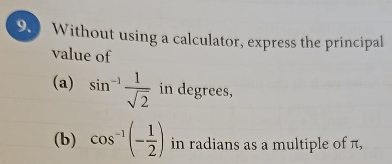 9. Without using a calculator, express the principal
value of
(a) sin⁻¹ 1/√2 in degrees,
(b) cos⁻¹(−1/2) in radians as a multiple of π,